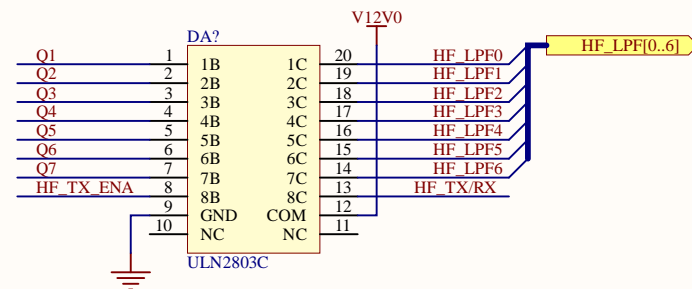 V12V0
DA?
HF_LPF[0..6]
Q1 1 1B 1C 20 HF_LPF0
Q2 2 2B 2C 19 HF_LPF1
Q3 3 3B 3C 18 HF_LPF2
Q4 4 4B 4C 17 HF_LPF3
Q5 5 5B 5C 16 HF_LPF4
Q6 6 6B 6C 15 HF_LPF5
Q7 7 7B 7C 14 HF_LPF6
HF_TX_ENA 8 8B 8C 13 HF_TX/RX
9 GND COM 12
10 NC NC 11
ULN2803C